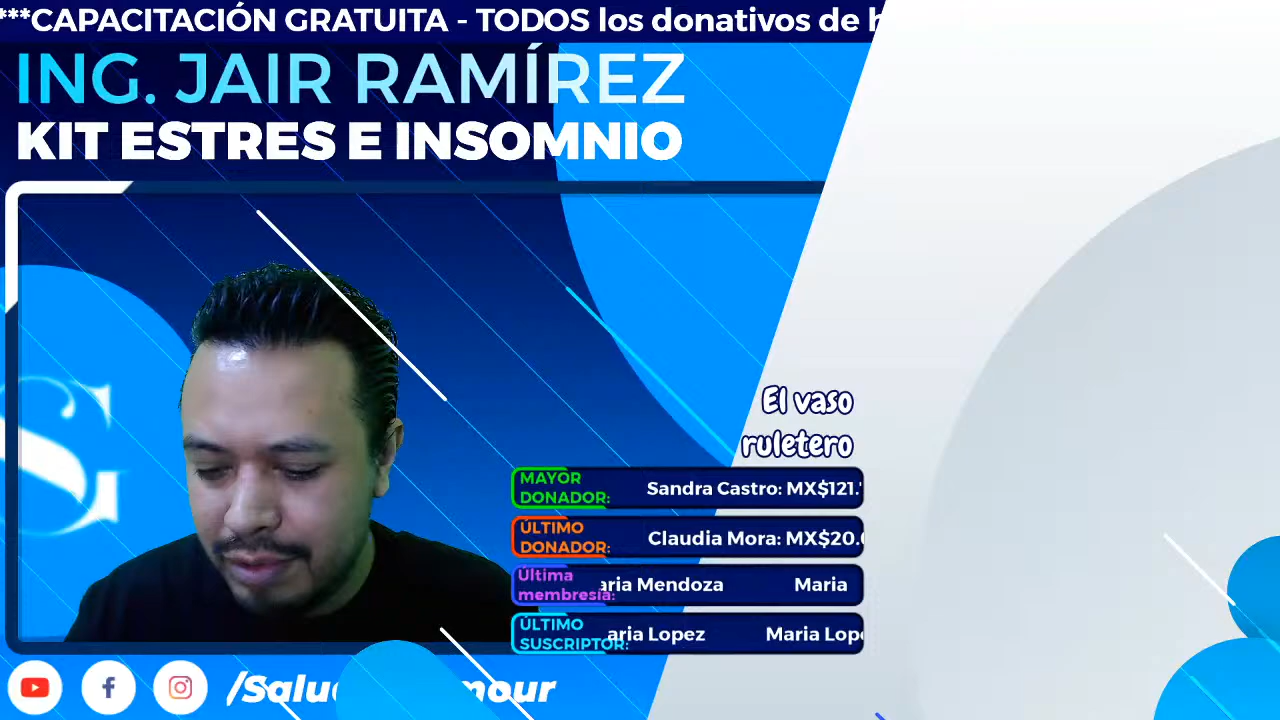 ***CAPACITACIÓN GRATUITA - TODOS los donativos de
ING. JAIR RAMÍREZ
KIT ESTRES E INSOMNIO
S
El vaso
ruletero
MAYOR
DONADOR:
Sandra Castro: MX$121.
ÚLTIMO
DONADOR:
Claudia Mora: MX$20.
Última
membresía:
aria Mendoza Maria
ÚLTIMO
SUSCRIPTOR:
aria Lopez Maria Lop